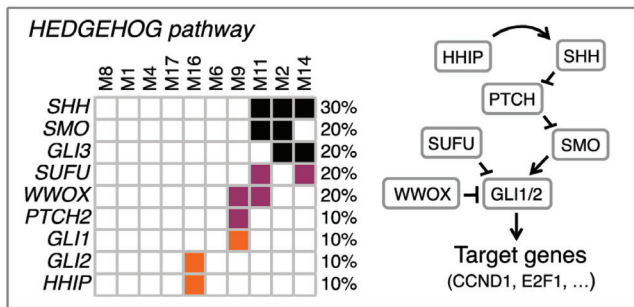 HEDGEHOG pathway
M8 M1 M4 M17 M16 M6 M9 M11 M2 M14
SHH 30%
SMO 20%
GLI3 20%
SUFU 20%
WWOX 20%
PTCH2 10%
GLI1 10%
GLI2 10%
HHIP 10%
HHIP SHH
PTCH
SUFU SMO
WWOX GLI1/2
Target genes
(CCND1, E2F1, ...)